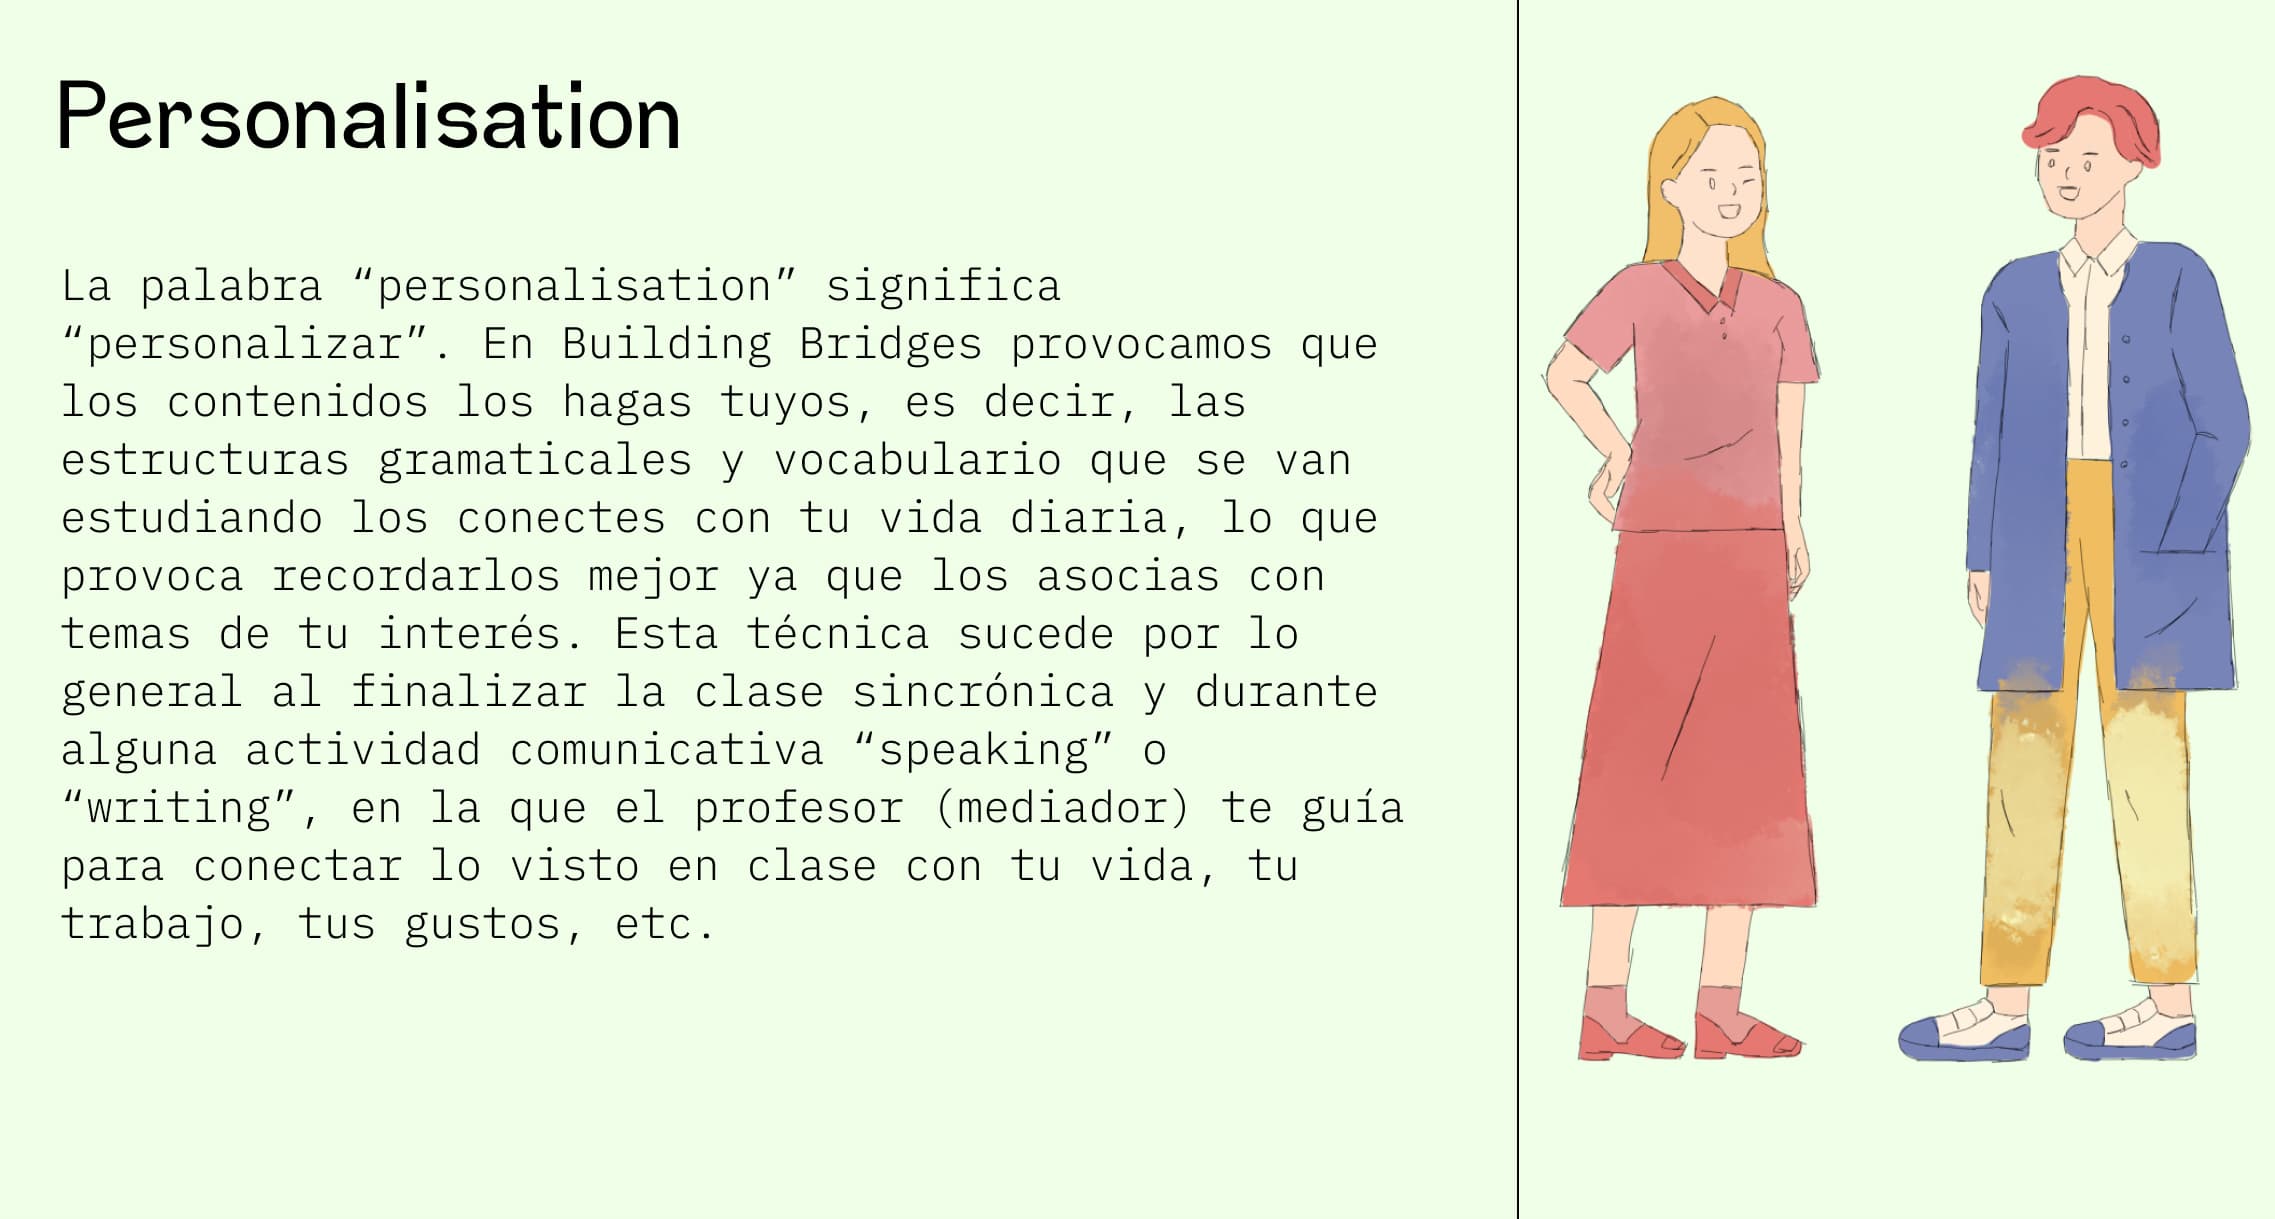 Personalisation
La palabra “personalisation” significa
“personalizar”. En Building Bridges provocamos que
los contenidos los hagas tuyos, es decir, las
estructuras gramaticales y vocabulario que se van
estudiando los conectes con tu vida diaria, lo que
provoca recordarlos mejor ya que los asocias con
temas de tu interés. Esta técnica sucede por lo
general al finalizar la clase sincrónica y durante
alguna actividad comunicativa “speaking” o
“writing”, en la que el profesor (mediador) te guía
para conectar lo visto en clase con tu vida, tu
trabajo, tus gustos, etc.